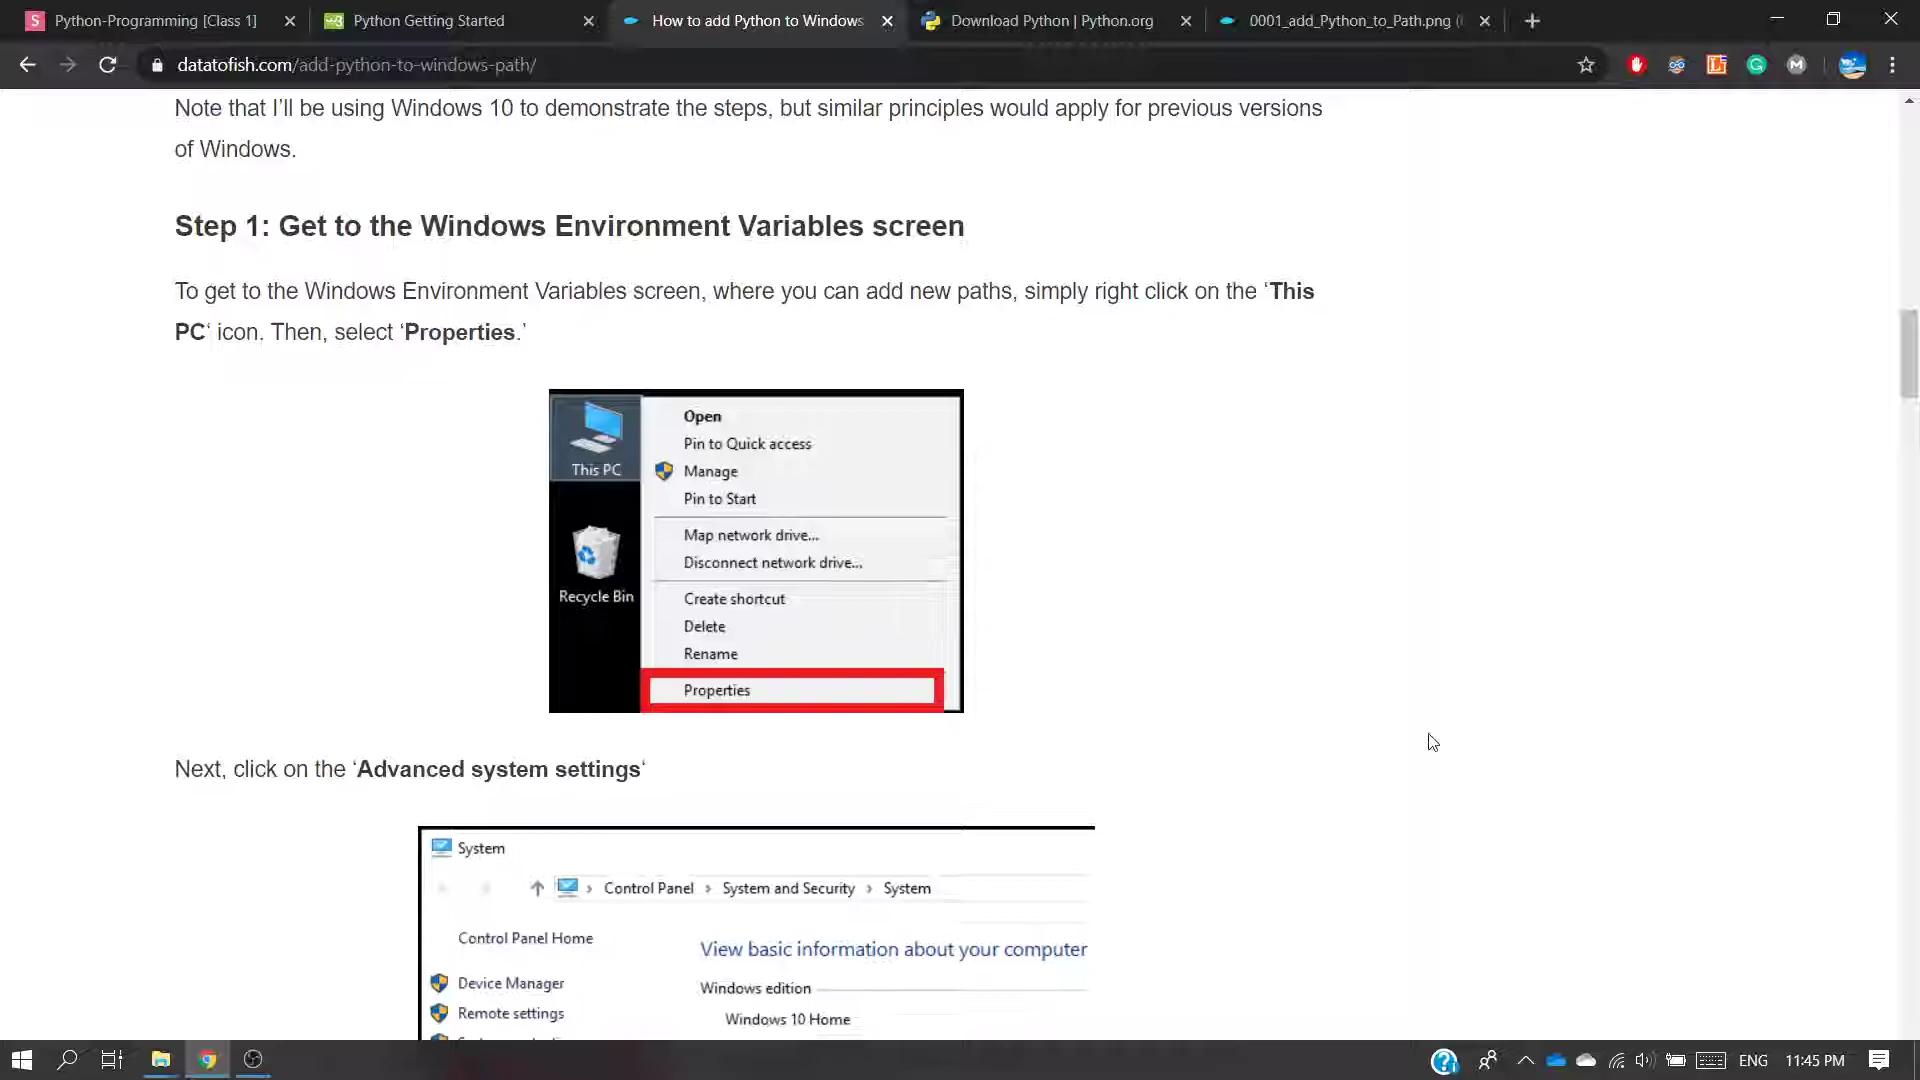 Python-Programming [Class 1]
Python Getting Started
How to add Python to Windows
Download Python | Python.org
0001_add_Python_to_Path.png (
datatofish.com/add-python-to-windows-path/
Note that I'll be using Windows 10 to demonstrate the steps, but similar principles would apply for previous versions
of Windows.
Step 1: Get to the Windows Environment Variables screen
To get to the Windows Environment Variables screen, where you can add new paths, simply right click on the ‘This
PC‘ icon. Then, select ‘Properties.’
Open
Pin to Quick access
This PC
Manage
Pin to Start
Map network drive...
Disconnect network drive...
Recycle Bin
Create shortcut
Delete
Rename
Properties
Next, click on the ‘Advanced system settings‘
System
Control Panel › System and Security › System
Control Panel Home
View basic information about your computer
Device Manager
Windows edition
Remote settings
Windows 10 Home
ENG
11:45 PM